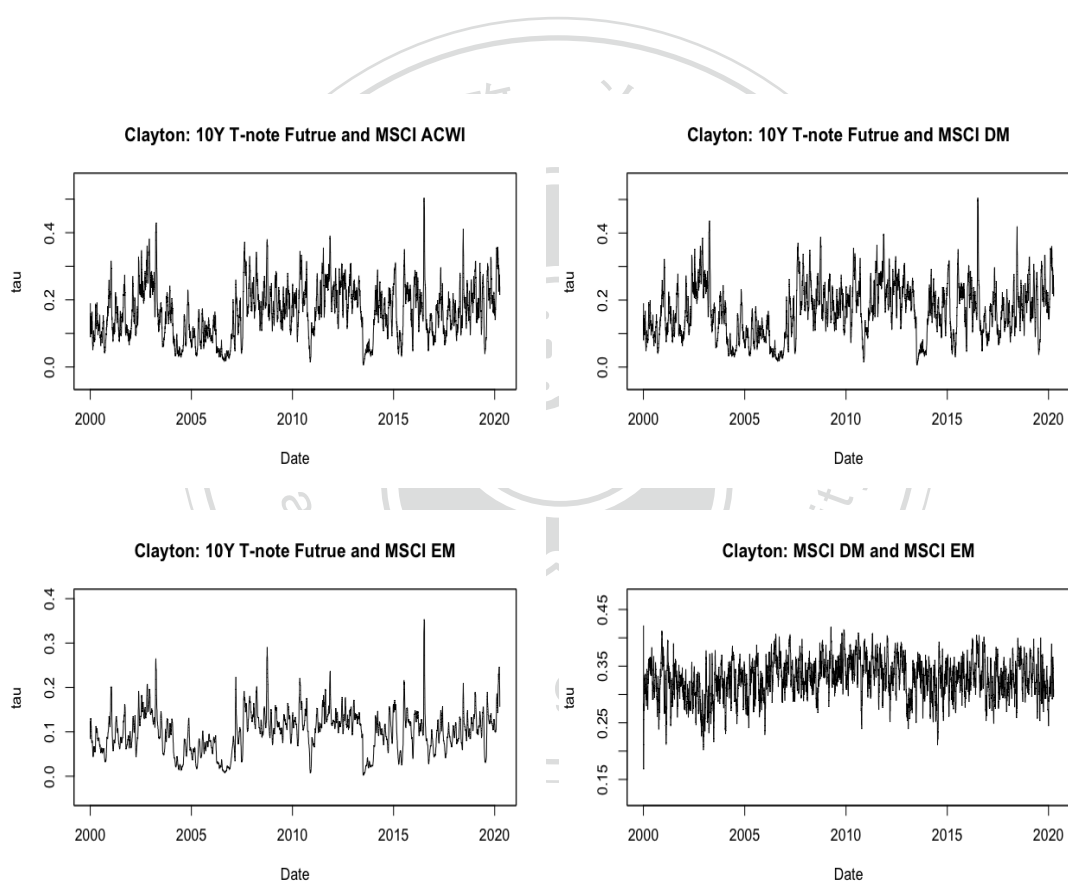 Clayton: 10Y T-note Futrue and MSCI ACWI
tau
0.4
0.2
0.0
2000 2005 2010 2015 2020
Date
Clayton: 10Y T-note Futrue and MSCI DM
tau
0.4
0.2
0.0
2000 2005 2010 2015 2020
Date
Clayton: 10Y T-note Futrue and MSCI EM
tau
0.4
0.3
0.2
0.1
0.0
2000 2005 2010 2015 2020
Date
Clayton: MSCI DM and MSCI EM
tau
0.45
0.35
0.25
0.15
2000 2005 2010 2015 2020
Date